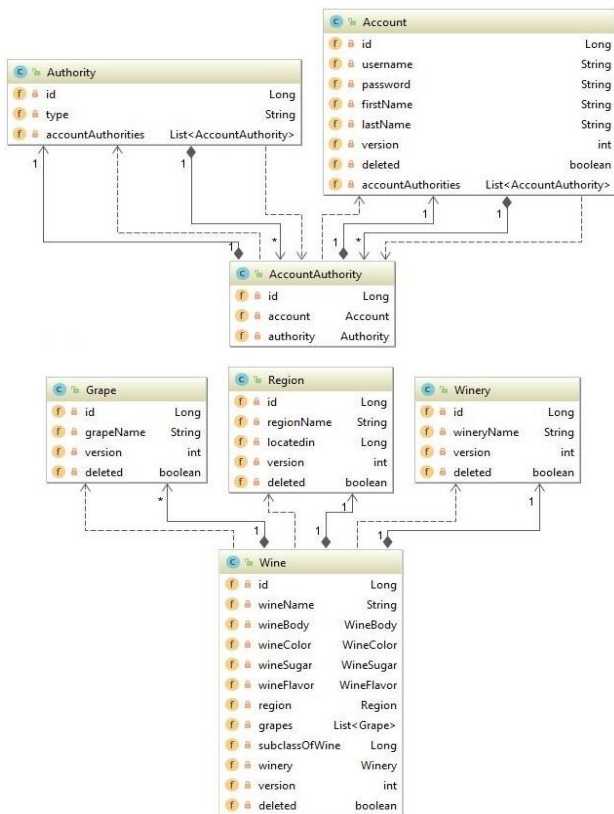 Authority
id Long
type String
accountAuthorities List<AccountAuthority>
Account
id Long
username String
password String
firstName String
lastName String
version int
deleted boolean
accountAuthorities List<AccountAuthority>
1 1 * 1 1 * 1 1
AccountAuthority
id Long
account Account
authority Authority
Grape
id Long
grapeName String
version int
deleted boolean
Region
id Long
regionName String
locatedin Long
version int
deleted boolean
Winery
id Long
wineryName String
version int
deleted boolean
* 1 1 1 1 1
Wine
id Long
wineName String
wineBody WineBody
wineColor WineColor
wineSugar WineSugar
wineFlavor WineFlavor
region Region
grapes List<Grape>
subclassOfWine Long
winery Winery
version int
deleted boolean